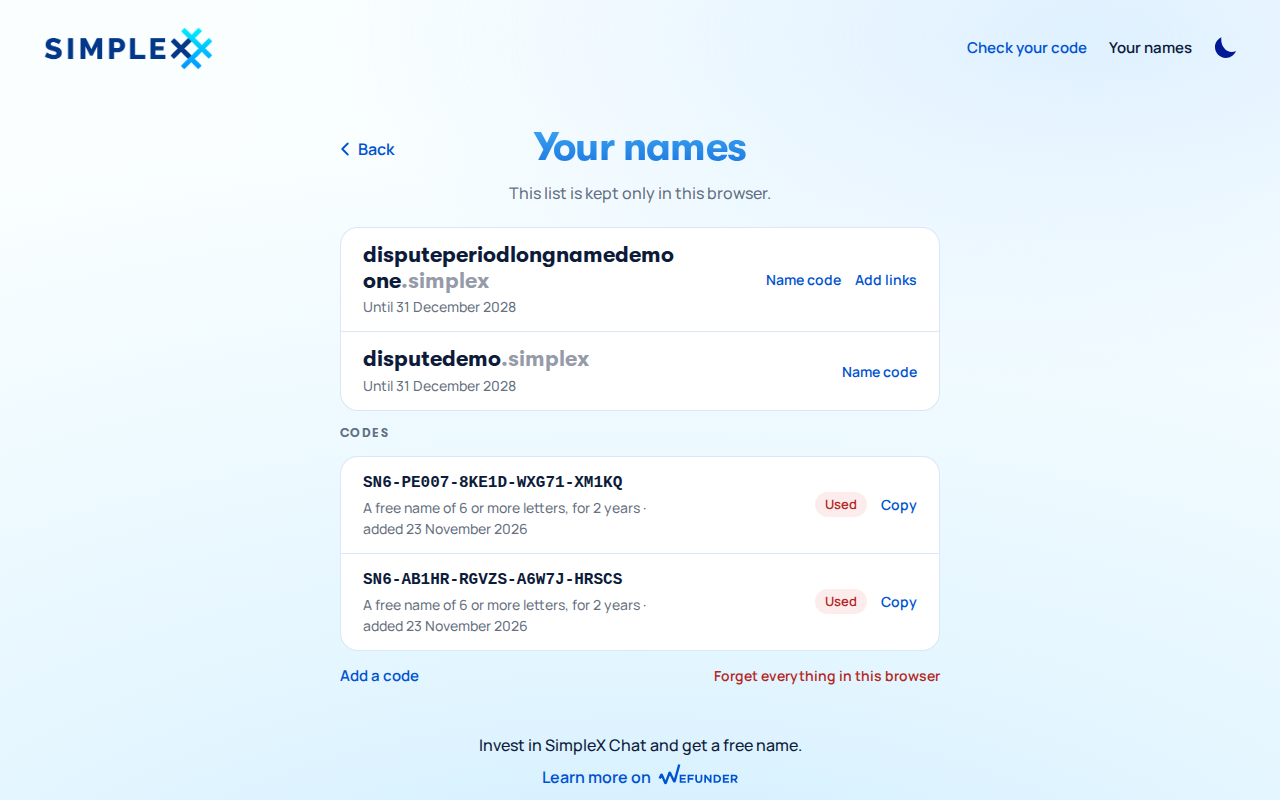 SIMPLEX
Check your code
Your names
Back
Your names
This list is kept only in this browser.
disputeperiodlongnamedemo
one.simplex
Until 31 December 2028
Name code
Add links
disputedemo.simplex
Until 31 December 2028
Name code
CODES
SN6-PE007-8KE1D-WXG71-XM1KQ
A free name of 6 or more letters, for 2 years ·
added 23 November 2026
Used
Copy
SN6-AB1HR-RGVZS-A6W7J-HRSCS
A free name of 6 or more letters, for 2 years ·
added 23 November 2026
Used
Copy
Add a code
Forget everything in this browser
Invest in SimpleX Chat and get a free name.
Learn more on WEFUNDER